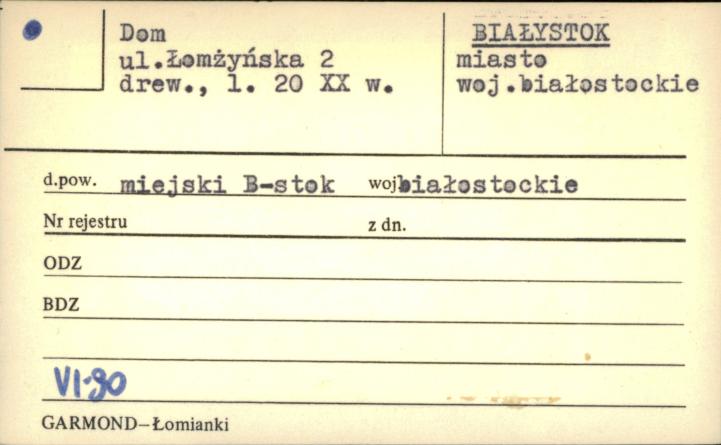 Dom
ul.Łomżyńska 2
drew., l. 20 XX w.
BIAŁYSTOK
miasto
woj.białostockie
d.pow. miejski B-stok woj białostockie
Nr rejestru z dn.
ODZ
BDZ
VI-90
GARMOND-Łomianki